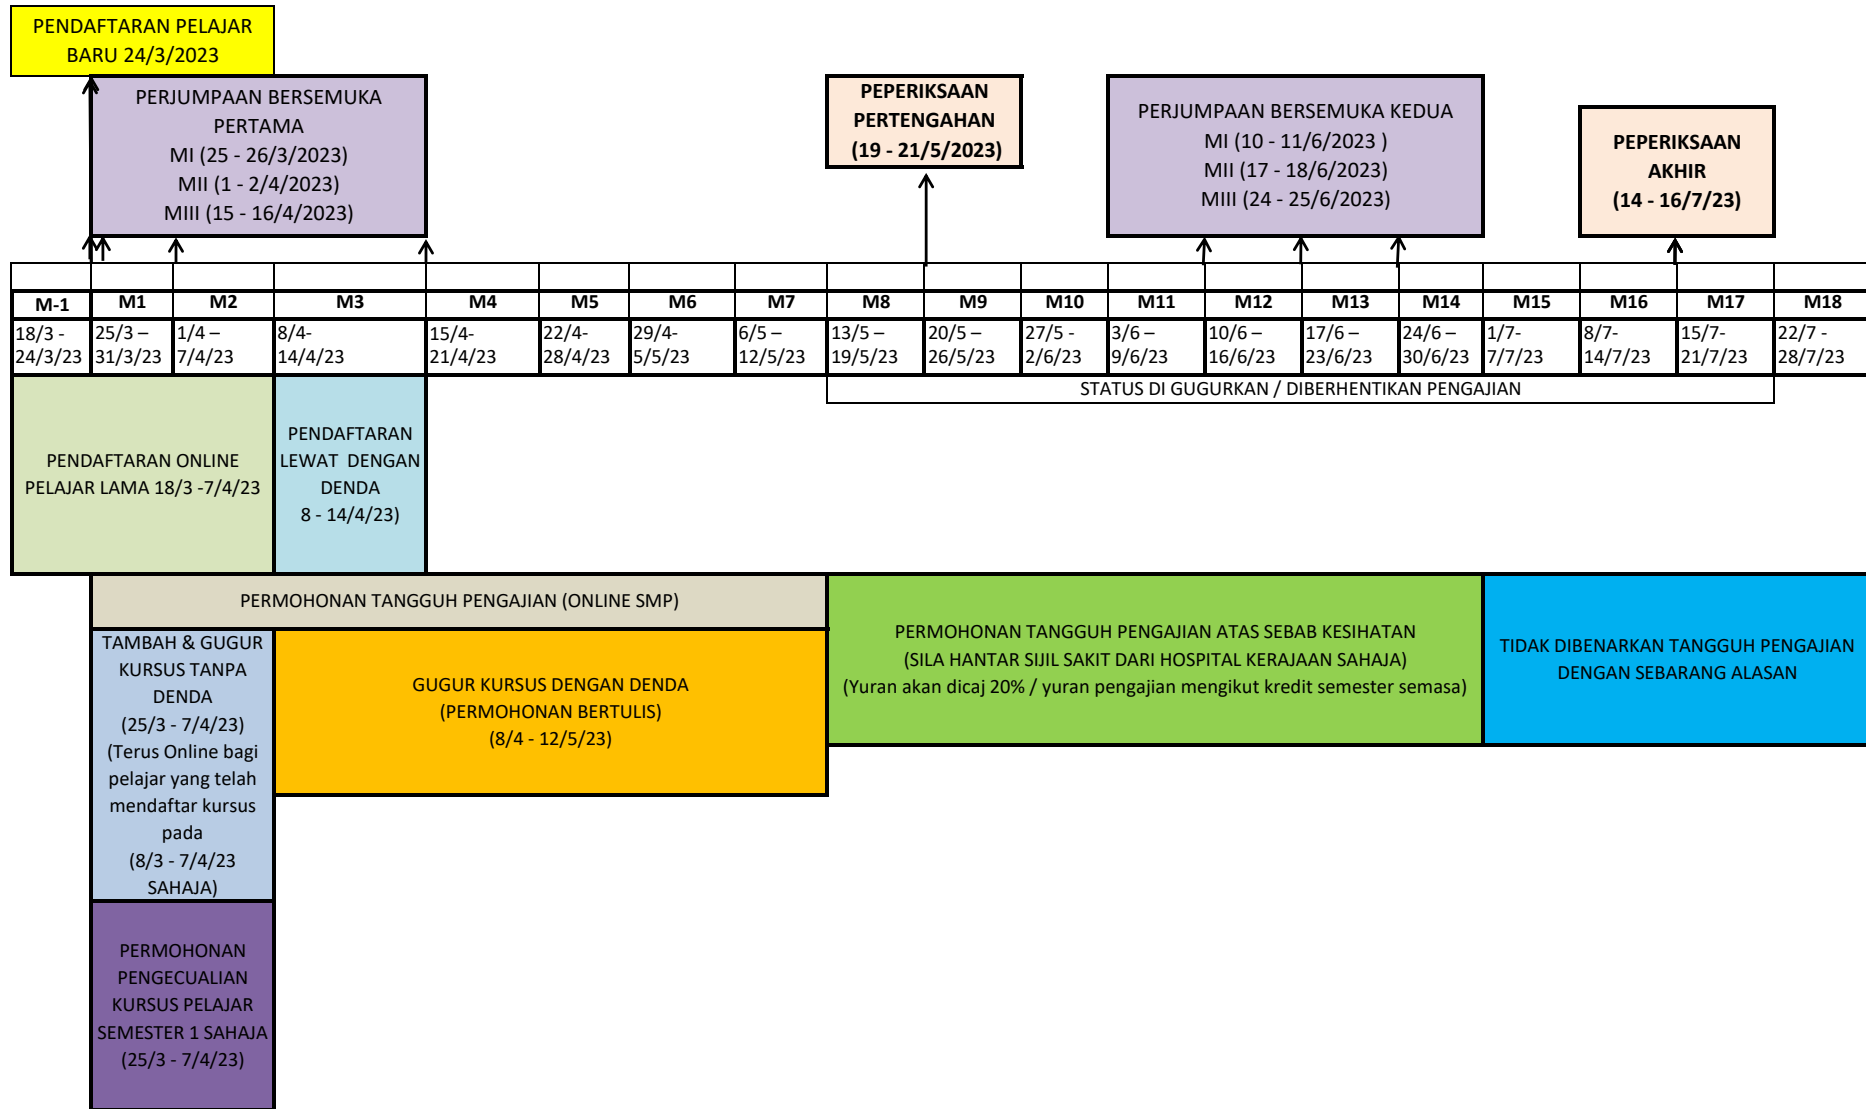 PENDAFTARAN PELAJAR
BARU 24/3/2023
PERJUMPAAN BERSEMUKA
PERTAMA
MI (25 - 26/3/2023)
MII (1 - 2/4/2023)
MIII (15 - 16/4/2023)
PEPERIKSAAN
PERTENGAHAN
(19 - 21/5/2023)
PERJUMPAAN BERSEMUKA KEDUA
MI (10 - 11/6/2023 )
MII (17 - 18/6/2023)
MIII (24 - 25/6/2023)
PEPERIKSAAN
AKHIR
(14 - 16/7/23)
M-1 M1 M2 M3 M4 M5 M6 M7 M8 M9 M10 M11 M12 M13 M14 M15 M16 M17 M18
18/3 - 25/3 – 1/4 – 8/4- 15/4- 22/4- 29/4- 6/5 – 13/5 – 20/5 – 27/5 - 3/6 – 10/6 – 17/6 – 24/6 – 1/7- 8/7- 15/7- 22/7 -
24/3/23 31/3/23 7/4/23 14/4/23 21/4/23 28/4/23 5/5/23 12/5/23 19/5/23 26/5/23 2/6/23 9/6/23 16/6/23 23/6/23 30/6/23 7/7/23 14/7/23 21/7/23 28/7/23
STATUS DI GUGURKAN / DIBERHENTIKAN PENGAJIAN
PENDAFTARAN ONLINE
PELAJAR LAMA 18/3 -7/4/23
PENDAFTARAN
LEWAT DENGAN
DENDA
8 - 14/4/23)
PERMOHONAN TANGGUH PENGAJIAN (ONLINE SMP)
TAMBAH & GUGUR
KURSUS TANPA
DENDA
(25/3 - 7/4/23)
(Terus Online bagi
pelajar yang telah
mendaftar kursus
pada
(8/3 - 7/4/23
SAHAJA)
GUGUR KURSUS DENGAN DENDA
(PERMOHONAN BERTULIS)
(8/4 - 12/5/23)
PERMOHONAN TANGGUH PENGAJIAN ATAS SEBAB KESIHATAN
(SILA HANTAR SIJIL SAKIT DARI HOSPITAL KERAJAAN SAHAJA)
(Yuran akan dicaj 20% / yuran pengajian mengikut kredit semester semasa)
TIDAK DIBENARKAN TANGGUH PENGAJIAN
DENGAN SEBARANG ALASAN
PERMOHONAN
PENGECUALIAN
KURSUS PELAJAR
SEMESTER 1 SAHAJA
(25/3 - 7/4/23)